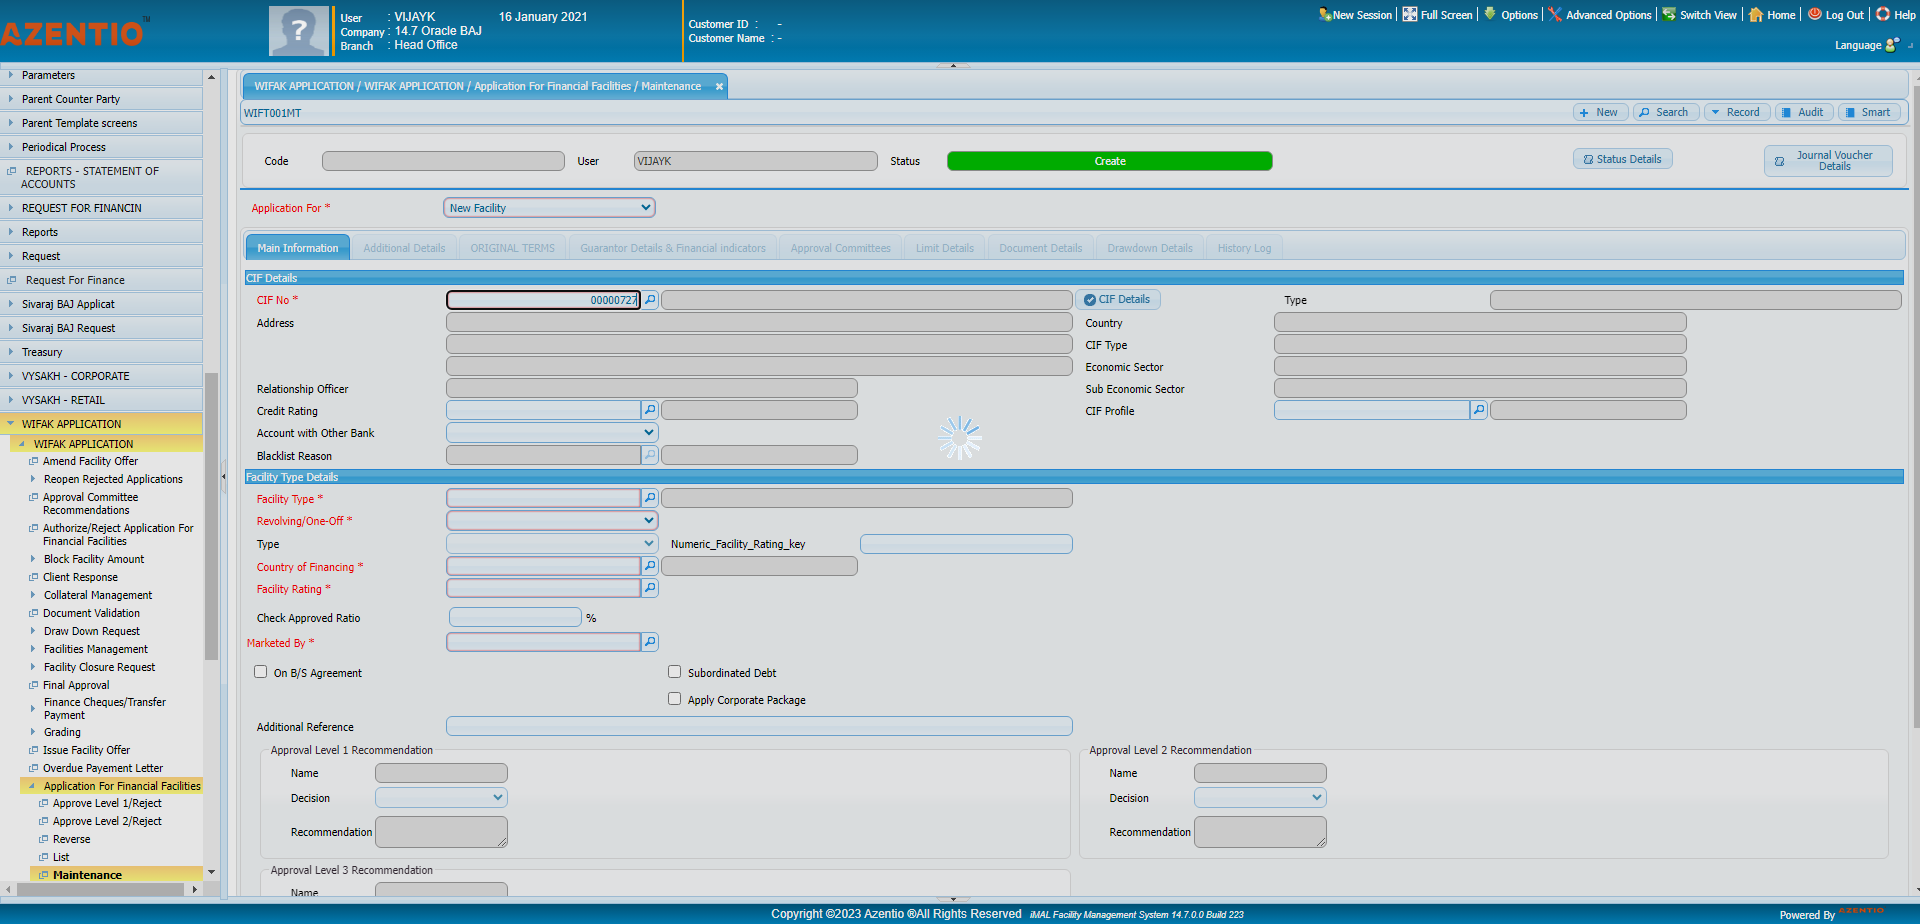 AZENTIO™
?
User : VIJAYK 16 January 2021
Company : 14.7 Oracle BAJ
Branch : Head Office
Customer ID : -
Customer Name : -
New Session Full Screen Options Advanced Options Switch View Home Log Out Help
Language
Parameters
Parent Counter Party
Parent Template screens
Periodical Process
REPORTS - STATEMENT OF
ACCOUNTS
REQUEST FOR FINANCIN
Reports
Request
Request For Finance
Sivaraj BAJ Applicat
Sivaraj BAJ Request
Treasury
VYSAKH - CORPORATE
VYSAKH - RETAIL
WIFAK APPLICATION
WIFAK APPLICATION
Amend Facility Offer
Reopen Rejected Applications
Approval Committee
Recommendations
Authorize/Reject Application For
Financial Facilities
Block Facility Amount
Client Response
Collateral Management
Document Validation
Draw Down Request
Facilities Management
Facility Closure Request
Final Approval
Finance Cheques/Transfer
Payment
Grading
Issue Facility Offer
Overdue Payement Letter
Application For Financial Facilities
Approve Level 1/Reject
Approve Level 2/Reject
Reverse
List
Maintenance
WIFAK APPLICATION / WIFAK APPLICATION / Application For Financial Facilities / Maintenance
WIFT001MT
New Search Record Audit Smart
Code User VIJAYK Status Create
Status Details
Journal Voucher
Details
Application For * New Facility
Main Information Additional Details ORIGINAL TERMS Guarantor Details & Financial indicators Approval Committees Limit Details Document Details Drawdown Details History Log
CIF Details
CIF No * 00000727 CIF Details Type
Address Country
CIF Type
Economic Sector
Relationship Officer Sub Economic Sector
Credit Rating CIF Profile
Account with Other Bank
Blacklist Reason
Facility Type Details
Facility Type *
Revolving/One-Off *
Type Numeric_Facility_Rating_key
Country of Financing *
Facility Rating *
Check Approved Ratio %
Marketed By *
On B/S Agreement Subordinated Debt
Apply Corporate Package
Additional Reference
Approval Level 1 Recommendation Approval Level 2 Recommendation
Name Name
Decision Decision
Recommendation Recommendation
Approval Level 3 Recommendation
Name
Copyright ©2023 Azentio ®All Rights Reserved iMAL Facility Management System 14.7.0.0 Build 223
Powered By AZENTIO